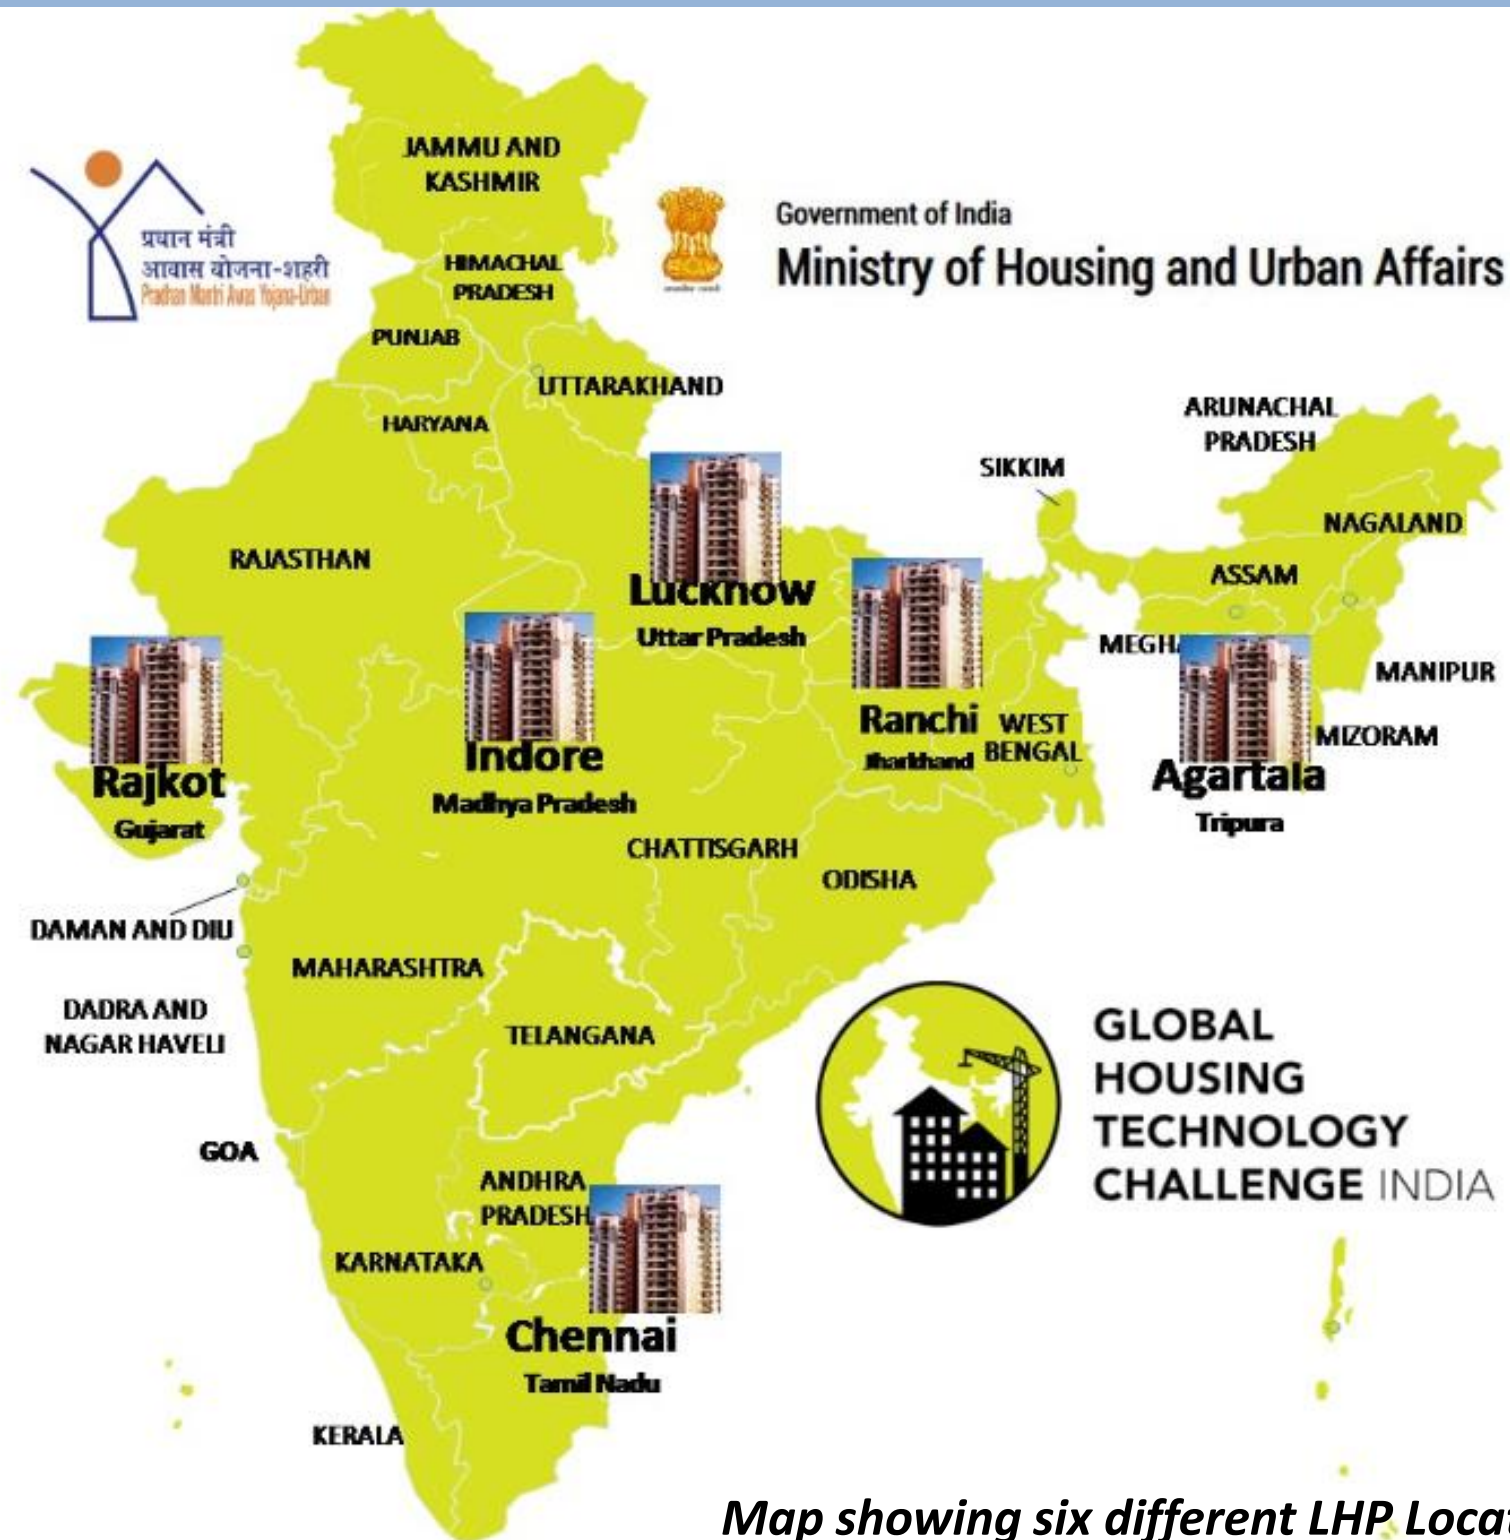 JAMMU AND
KASHMIR
प्रधान मंत्री
आवास योजना-शहरी
Pradhan Mantri Awas Yojana-Urban
Government of India
Ministry of Housing and Urban Affairs
HIMACHAL
PRADESH
PUNJAB
UTTARAKHAND
HARYANA
ARUNACHAL
PRADESH
SIKKIM
NAGALAND
RAJASTHAN
ASSAM
Lucknow
Uttar Pradesh
MEGHA
MANIPUR
Ranchi
Jharkhand
WEST
BENGAL
MIZORAM
Indore
Madhya Pradesh
Rajkot
Gujarat
Agartala
Tripura
CHATTISGARH
ODISHA
DAMAN AND DIU
MAHARASHTRA
DADRA AND
NAGAR HAVELI
TELANGANA
GLOBAL
HOUSING
TECHNOLOGY
CHALLENGE INDIA
GOA
ANDHRA
PRADESH
KARNATAKA
Chennai
Tamil Nadu
KERALA
Map showing six different LHP Locat